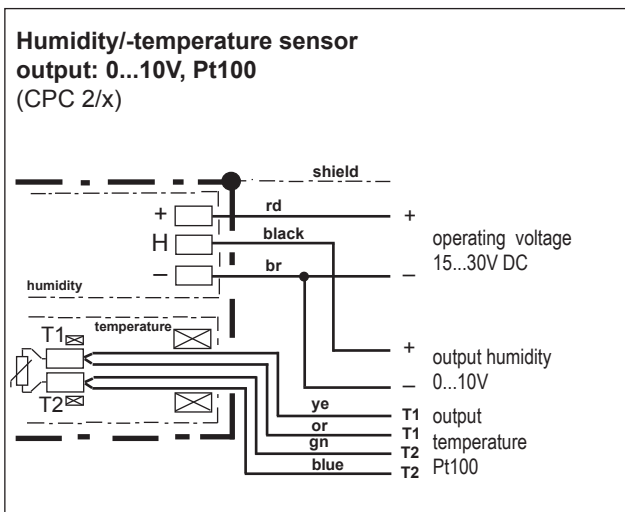 Humidity/-temperature sensor
output: 0...10V, Pt100
(CPC 2/x)
shield
+ rd +
H black
operating voltage
15...30V DC
– br –
humidity
temperature
T1
T2
+
output humidity
– 0...10V
ye T1 output
or T1
gn T2 temperature
blue T2 Pt100